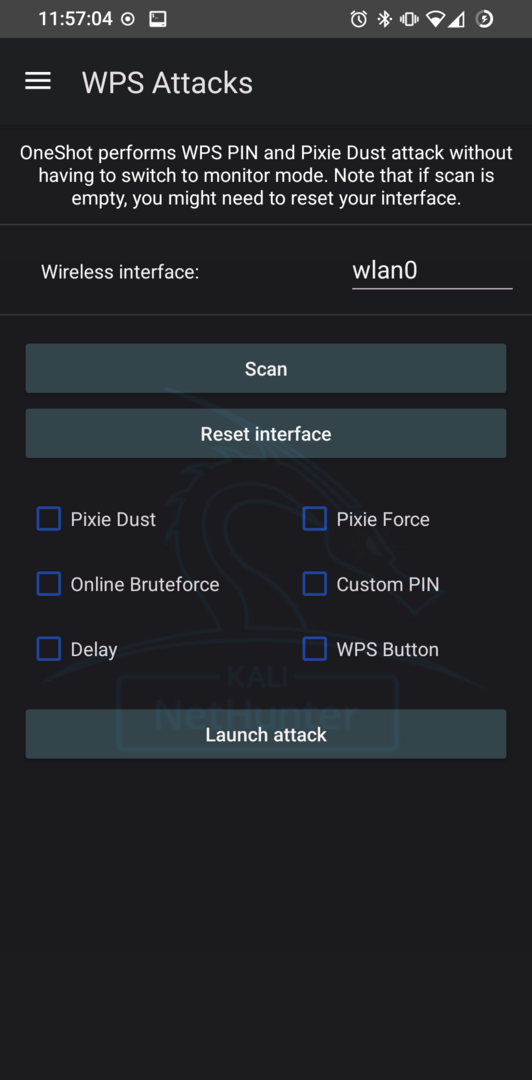 11:57:04
WPS Attacks
OneShot performs WPS PIN and Pixie Dust attack without
having to switch to monitor mode. Note that if scan is
empty, you might need to reset your interface.
Wireless interface: wlan0
Scan
Reset interface
Pixie Dust Pixie Force
Online Bruteforce Custom PIN
Delay WPS Button
KALI
NetHunter
Launch attack